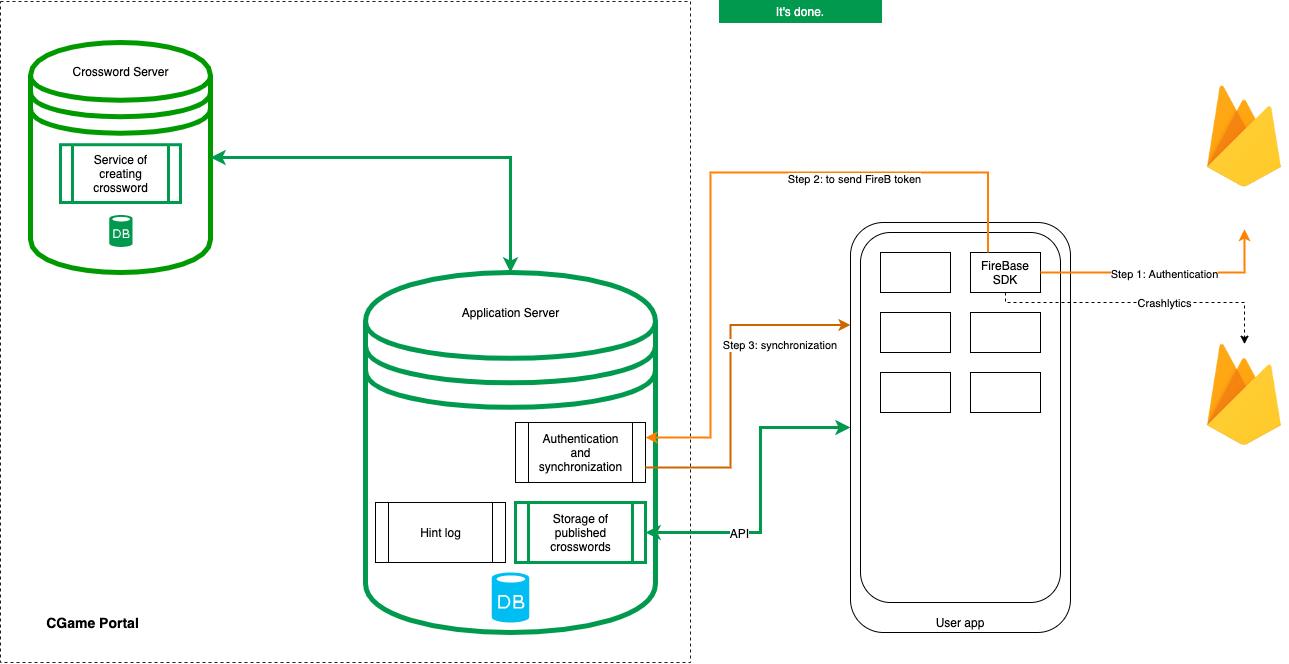 It's done.
Crossword Server
Service of
creating
crossword
DB
Step 2: to send FireB token
FireBase
SDK
Step 1: Authentication
Crashlytics
Application Server
Step 3: synchronization
Authentication
and
synchronization
Hint log
Storage of
published
crosswords
API
DB
CGame Portal
User app